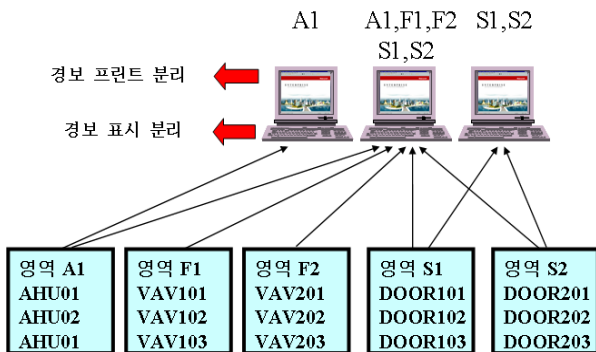 A1
A1,F1,F2
S1,S2
S1,S2
경보 프린트 분리
경보 표시 분리
영역 A1
AHU01
AHU02
AHU01
영역 F1
VAV101
VAV102
VAV103
영역 F2
VAV201
VAV202
VAV203
영역 S1
DOOR101
DOOR102
DOOR103
영역 S2
DOOR201
DOOR202
DOOR203